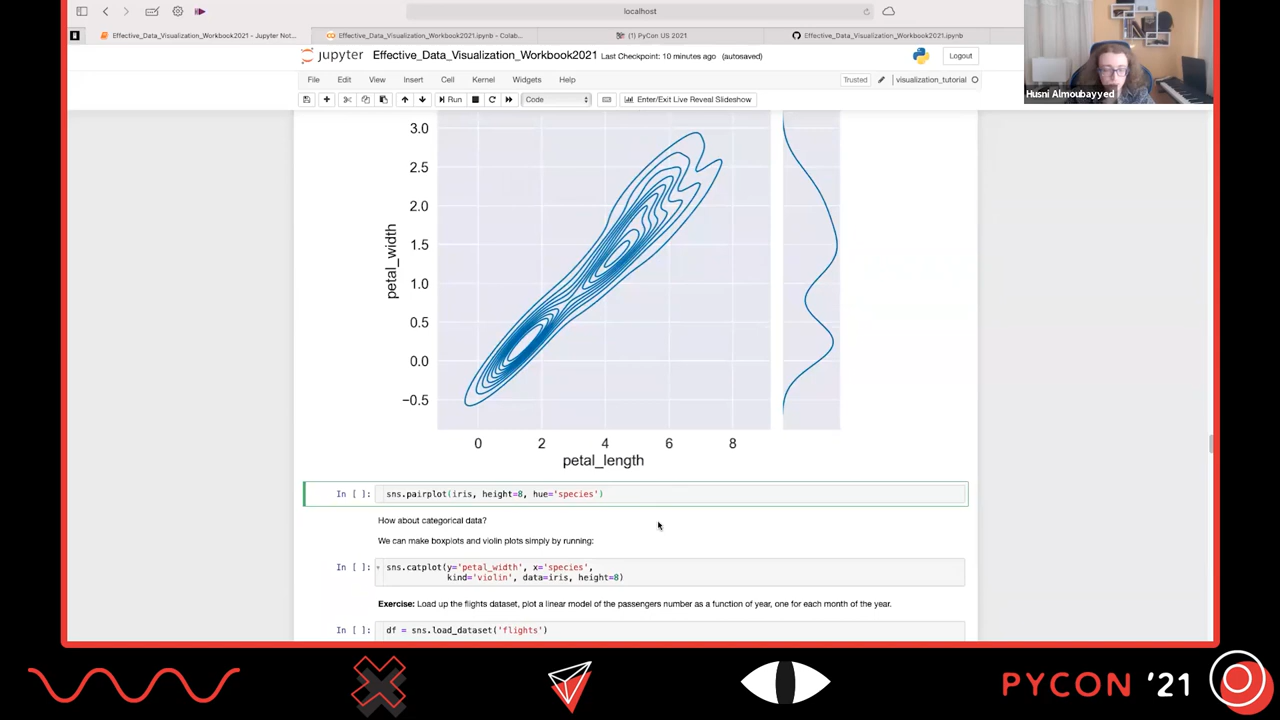 localhost
Effective_Data_Visualization_Workbook2021 - Jupyter Not...
Effective_Data_Visualization_Workbook2021.ipynb - Colab...
(1) PyCon US 2021
Effective_Data_Visualization_Workbook2021.ipynb
jupyter Effective_Data_Visualization_Workbook2021 Last Checkpoint: 10 minutes ago (autosaved)
Logout
File Edit View Insert Cell Kernel Widgets Help
Trusted
visualization_tutorial
Run
Code
Enter/Exit Live Reveal Slideshow
Husni Almoubayyed
3.0
2.5
2.0
1.5
1.0
0.5
0.0
−0.5
petal_width
0 2 4 6 8
petal_length
In [ ]: sns.pairplot(iris, height=8, hue='species')
How about categorical data?
We can make boxplots and violin plots simply by running:
In [ ]: sns.catplot(y='petal_width', x='species',
kind='violin', data=iris, height=8)
Exercise: Load up the flights dataset, plot a linear model of the passengers number as a function of year, one for each month of the year.
In [ ]: df = sns.load_dataset('flights')
PYCON '21